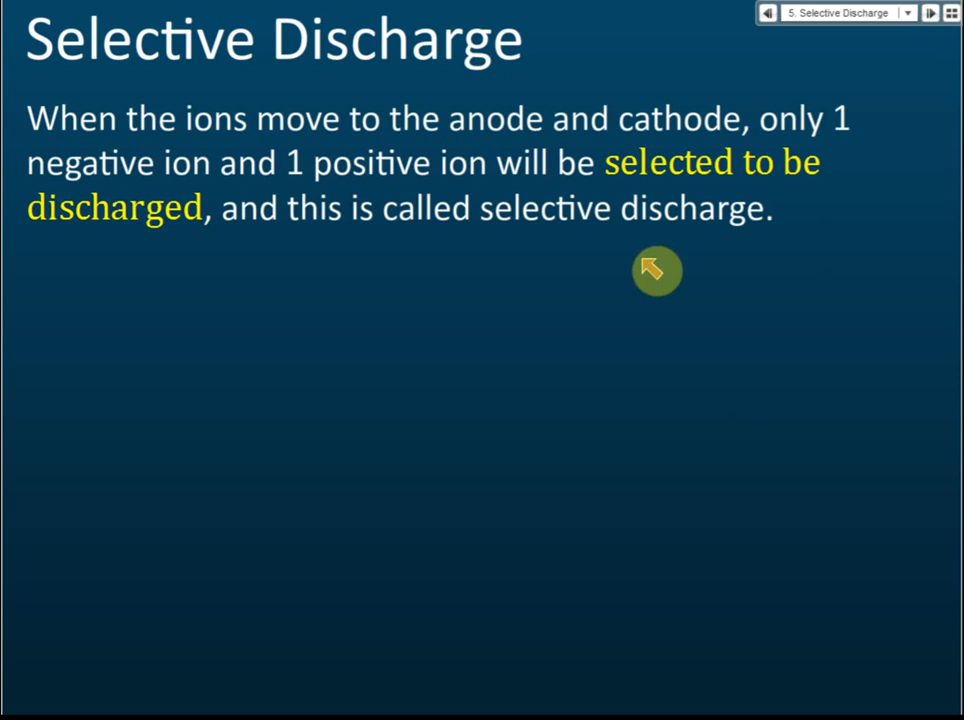 5. Selective Discharge
Selective Discharge
When the ions move to the anode and cathode, only 1
negative ion and 1 positive ion will be selected to be
discharged, and this is called selective discharge.